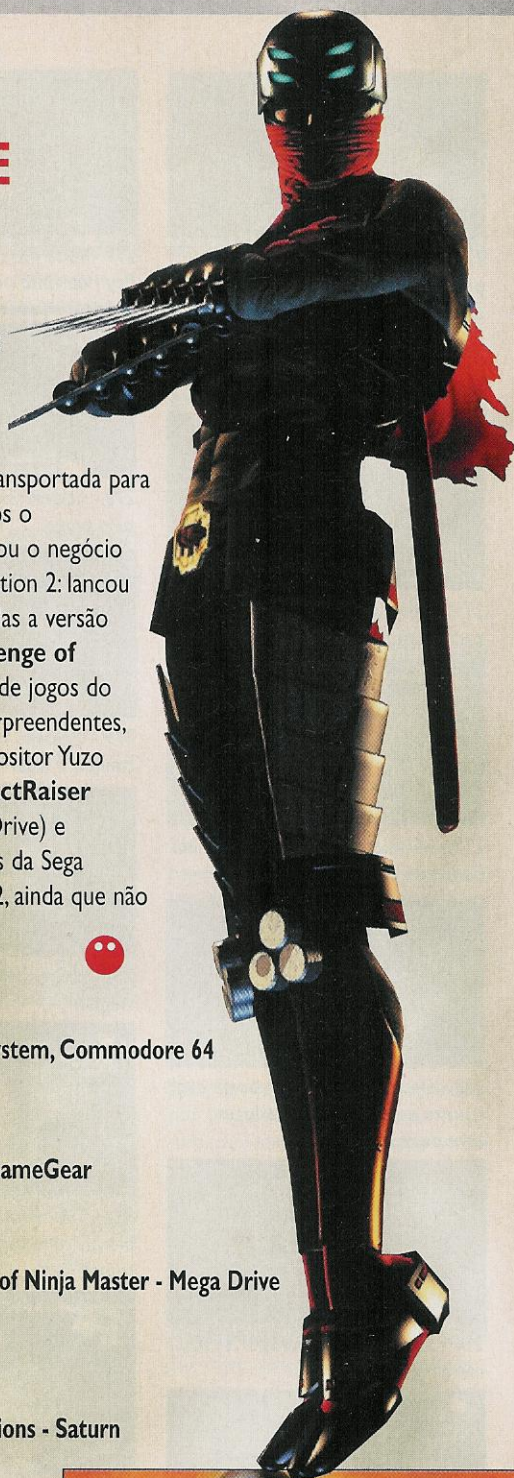 E
ansportada para
os o
ou o negócio
tion 2: lancou
as a versão
enge of
de jogos do
rpreendentes,
ositor Yuzo
ctRaiser
Drive) e
s da Sega
2, ainda que não
ystem, Commodore 64
ameGear
of Ninja Master - Mega Drive
ions - Saturn